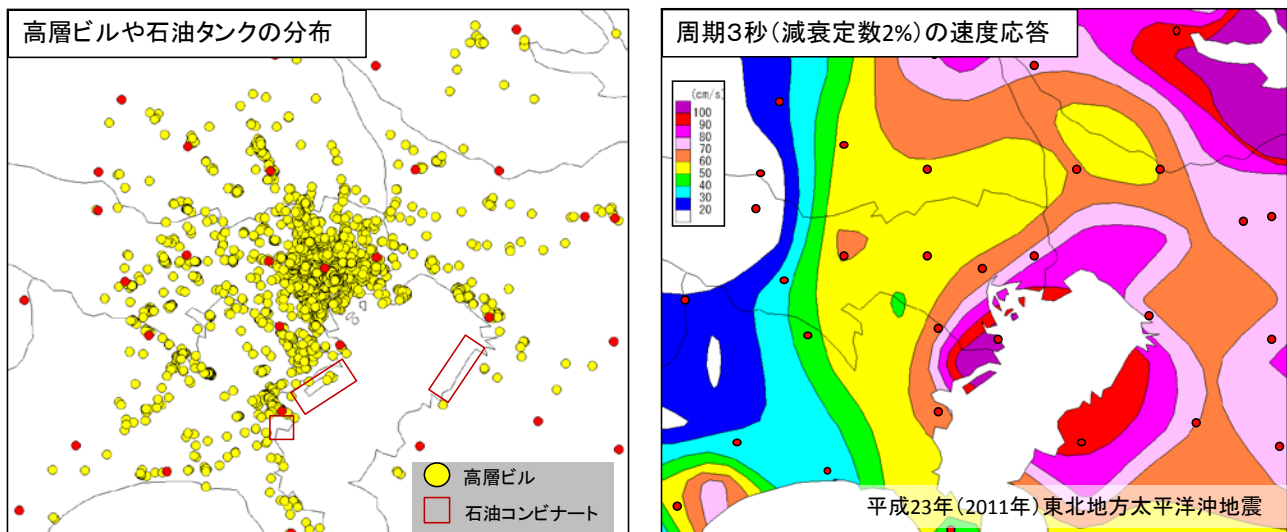 高層ビルや石油タンクの分布
高層ビル
石油コンビナート
周期３秒（減衰定数2%）の速度応答
(cm/s)
100
90
80
70
60
50
40
30
20
平成23年（2011年）東北地方太平洋沖地震